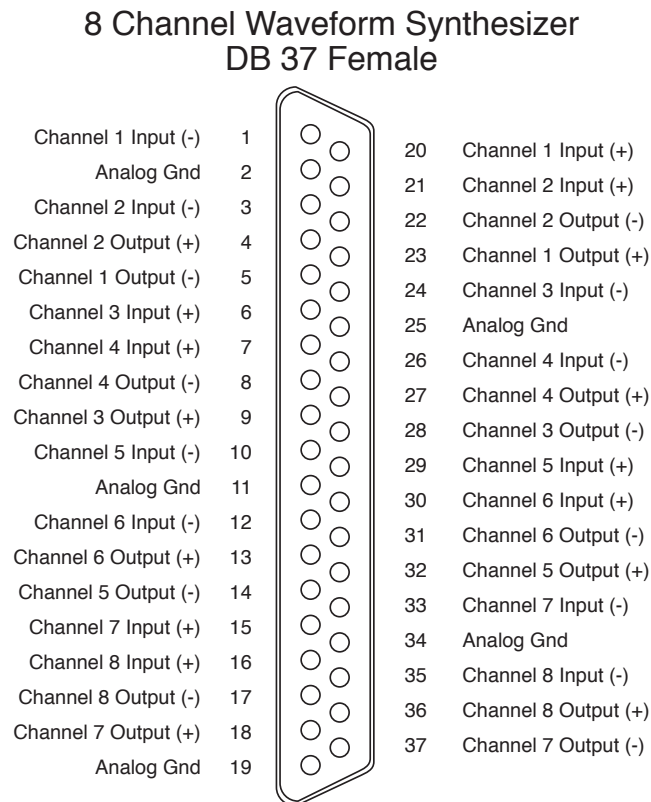 8 Channel Waveform Synthesizer
DB 37 Female
Channel 1 Input (-) 1
Analog Gnd 2
Channel 2 Input (-) 3
Channel 2 Output (+) 4
Channel 1 Output (-) 5
Channel 3 Input (+) 6
Channel 4 Input (+) 7
Channel 4 Output (-) 8
Channel 3 Output (+) 9
Channel 5 Input (-) 10
Analog Gnd 11
Channel 6 Input (-) 12
Channel 6 Output (+) 13
Channel 5 Output (-) 14
Channel 7 Input (+) 15
Channel 8 Input (+) 16
Channel 8 Output (-) 17
Channel 7 Output (+) 18
Analog Gnd 19
20 Channel 1 Input (+)
21 Channel 2 Input (+)
22 Channel 2 Output (-)
23 Channel 1 Output (+)
24 Channel 3 Input (-)
25 Analog Gnd
26 Channel 4 Input (-)
27 Channel 4 Output (+)
28 Channel 3 Output (-)
29 Channel 5 Input (+)
30 Channel 6 Input (+)
31 Channel 6 Output (-)
32 Channel 5 Output (+)
33 Channel 7 Input (-)
34 Analog Gnd
35 Channel 8 Input (-)
36 Channel 8 Output (+)
37 Channel 7 Output (-)